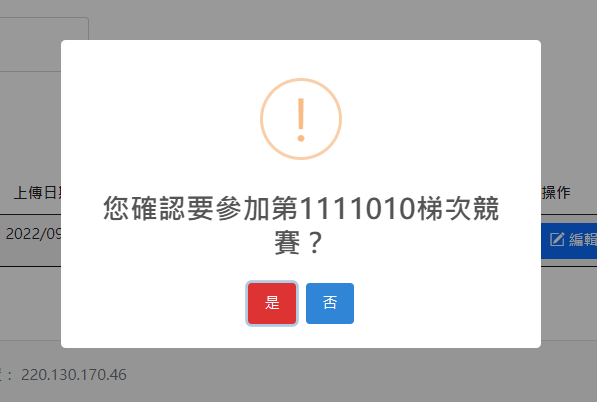 您確認要參加第1111010梯次競
賽？
是 否
上傳日 操作
2022/09 編輯
：220.130.170.46